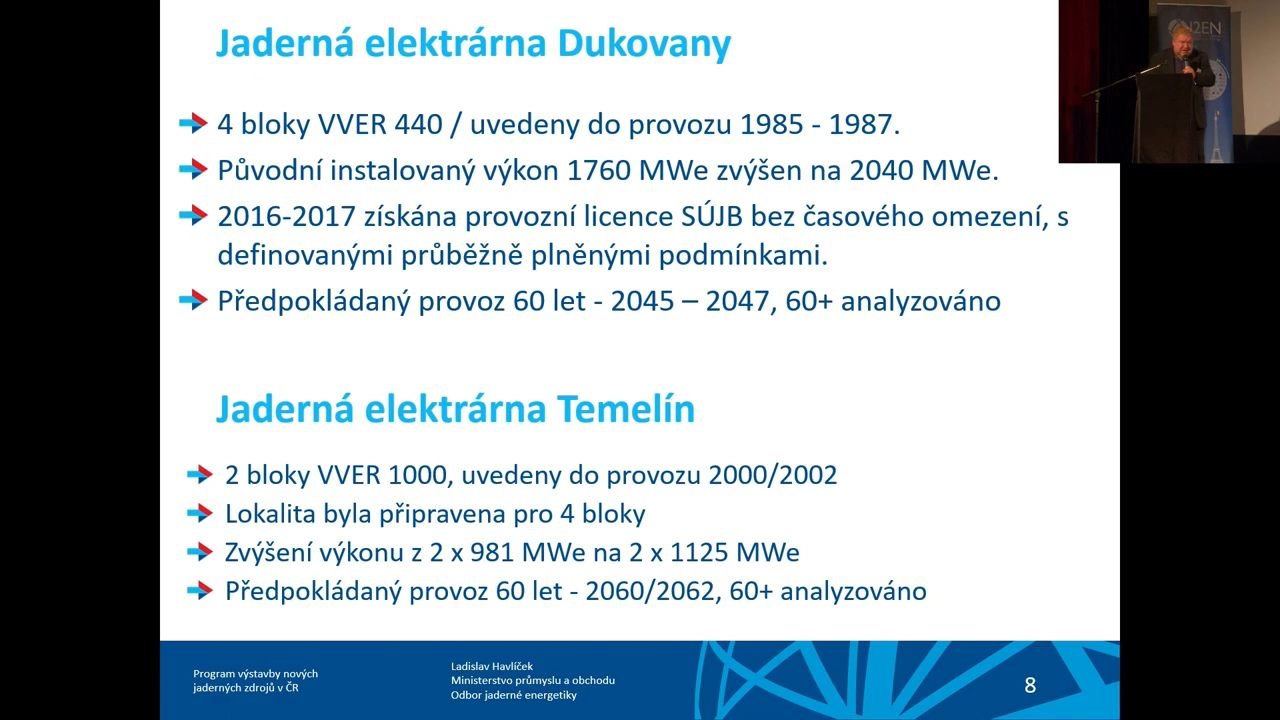 Jaderná elektrárna Dukovany
4 bloky VVER 440 / uvedeny do provozu 1985 - 1987.
Původní instalovaný výkon 1760 MWe zvýšen na 2040 MWe.
2016-2017 získána provozní licence SÚJB bez časového omezení, s
definovanými průběžně plněnými podmínkami.
Předpokládaný provoz 60 let - 2045 – 2047, 60+ analyzováno
Jaderná elektrárna Temelín
2 bloky VVER 1000, uvedeny do provozu 2000/2002
Lokalita byla připravena pro 4 bloky
Zvýšení výkonu z 2 x 981 MWe na 2 x 1125 MWe
Předpokládaný provoz 60 let - 2060/2062, 60+ analyzováno
Program výstavby nových
jaderných zdrojů v ČR
Ladislav Havlíček
Ministerstvo průmyslu a obchodu
Odbor jaderné energetiky
8
N2EN